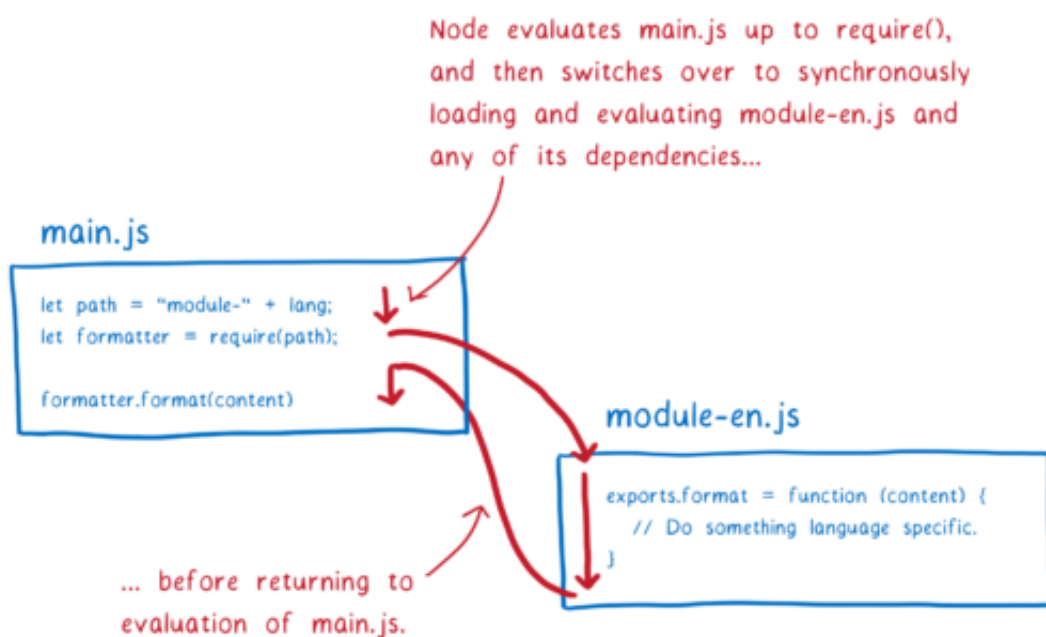 Node evaluates main.js up to require(),
and then switches over to synchronously
loading and evaluating module-en.js and
any of its dependencies...
main.js
let path = "module-" + lang;
let formatter = require(path);
formatter.format(content)
module-en.js
exports.format = function (content) {
// Do something language specific.
}
... before returning to
evaluation of main.js.